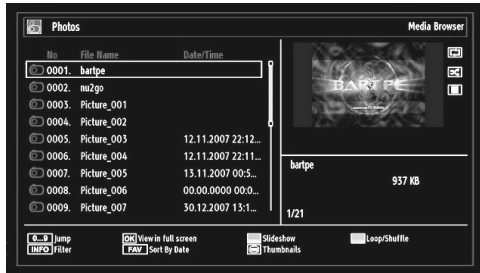 Photos Media Browser
No File Name Date/Time
0001. bartpe
0002. nu2go
0003. Picture_001
0004. Picture_002
0005. Picture_003 12.11.2007 22:12...
0006. Picture_004 12.11.2007 22:11...
0007. Picture_005 13.11.2007 00:5...
0008. Picture_006 00.00.0000 00:0...
0009. Picture_007 30.12.2007 13:1...
BART PE
bartpe
937 KB
1/21
0...9 Jump OK View in full screen Slideshow Loop/Shuffle
INFO Filter FAV Sort By Date Thumbnails